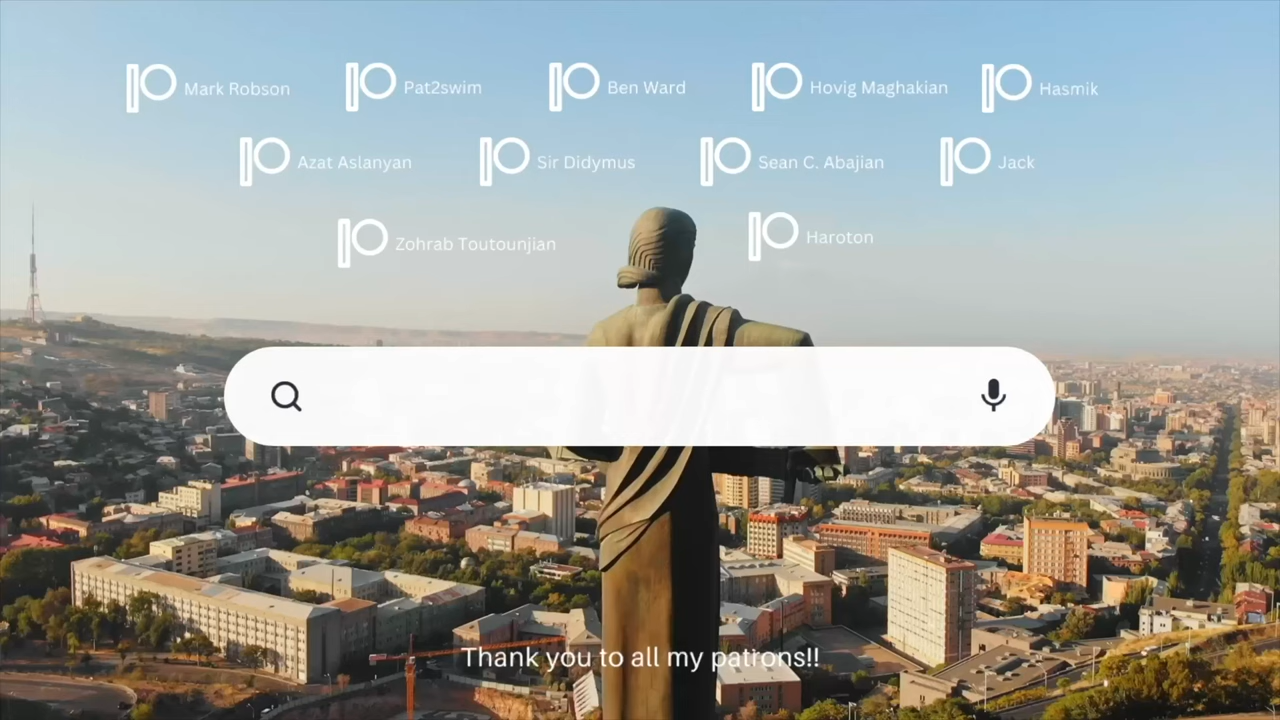 Mark Robson Pat2swim Ben Ward Hovig Maghakian Hasmik
Azat Aslanyan Sir Didymus Sean C. Abajian Jack
Zohrab Toutounjian Haroton
Thank you to all my patrons!!